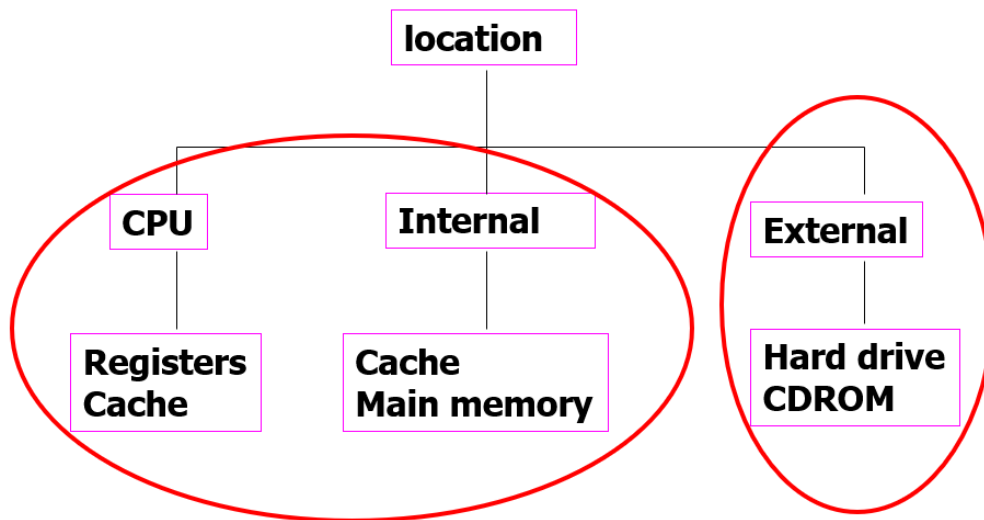 location
CPU
Internal
External
Registers
Cache
Cache
Main memory
Hard drive
CDROM